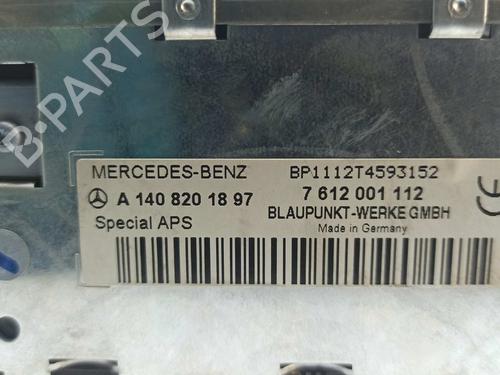 B-PARTS
MERCEDES-BENZ BP1112T4593152
A 140 820 18 97 7 612 001 112
Special APS BLAUPUNKT-WERKE GMBH
Made in Germany
CE